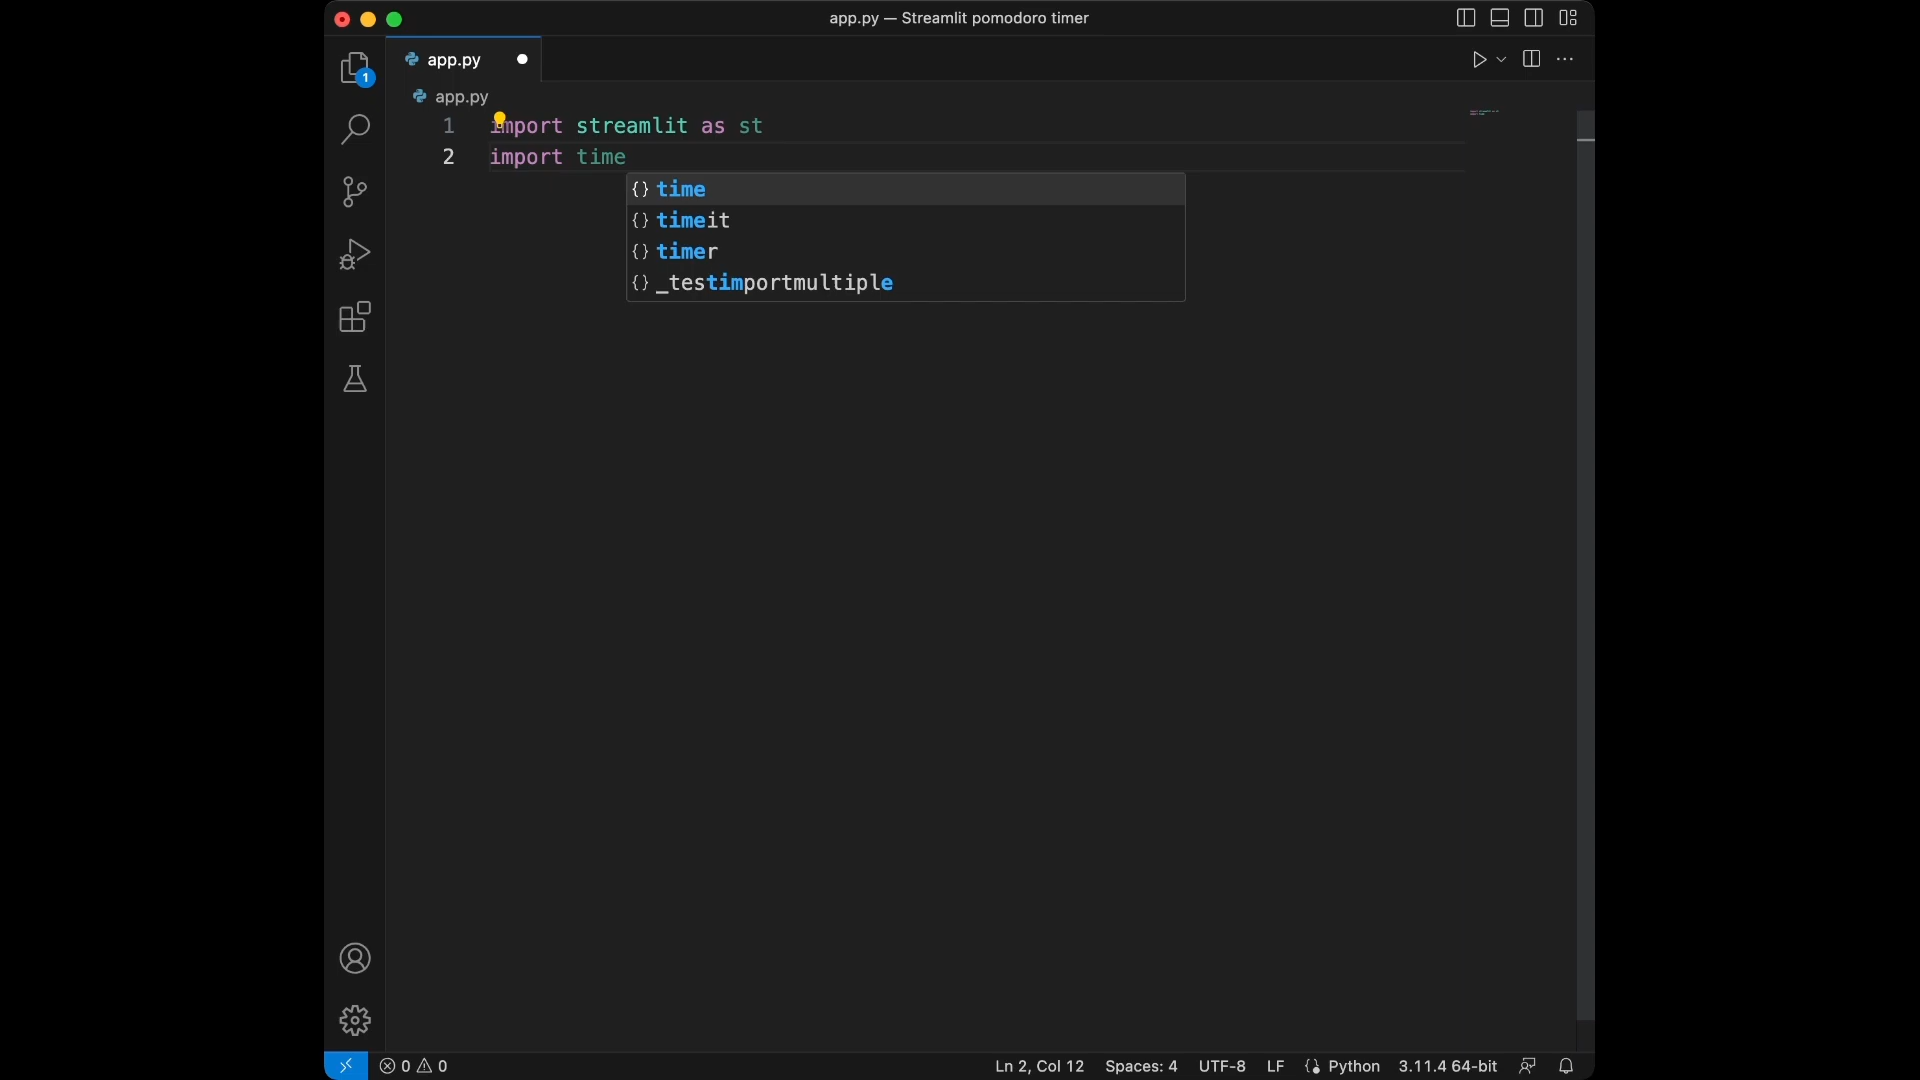 app.py — Streamlit pomodoro timer
app.py
1
app.py
1 import streamlit as st
2 import time
{} time
{} timeit
{} timer
{} _testimportmultiple
0 0 Ln 2, Col 12 Spaces: 4 UTF-8 LF Python 3.11.4 64-bit